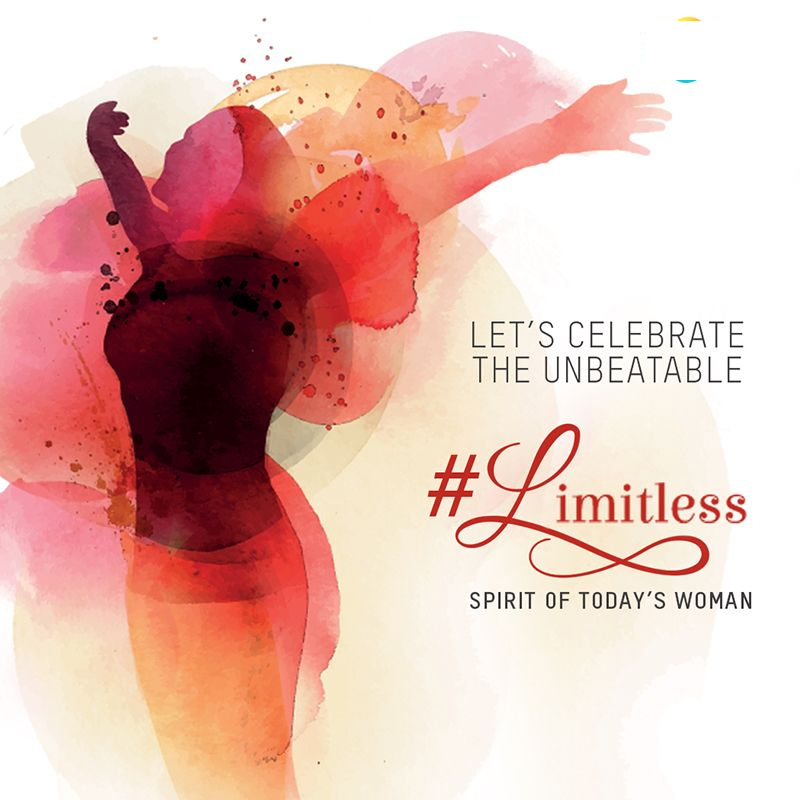 LET'S CELEBRATE
THE UNBEATABLE
#Limitless
SPIRIT OF TODAY'S WOMAN